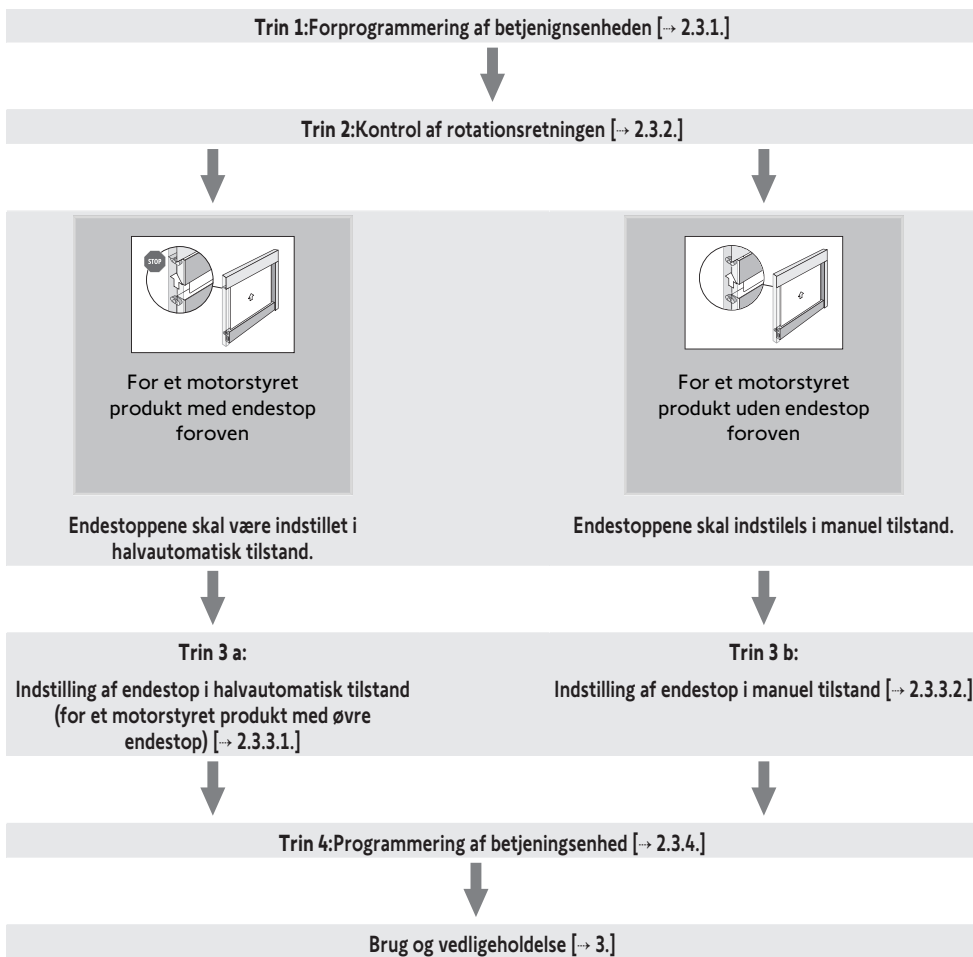 Trin 1:Forprogrammering af betjenignsenheden [⇢ 2.3.1.]
Trin 2:Kontrol af rotationsretningen [⇢ 2.3.2.]
STOP
For et motorstyret
produkt med endestop
foroven
Endestoppene skal være indstillet i
halvautomatisk tilstand.
For et motorstyret
produkt uden endestop
foroven
Endestoppene skal indstilels i manuel tilstand.
Trin 3 a:
Indstilling af endestop i halvautomatisk tilstand
(for et motorstyret produkt med øvre
endestop) [⇢ 2.3.3.1.]
Trin 3 b:
Indstilling af endestop i manuel tilstand [⇢ 2.3.3.2.]
Trin 4:Programmering af betjeningsenhed [⇢ 2.3.4.]
Brug og vedligeholdelse [⇢ 3.]